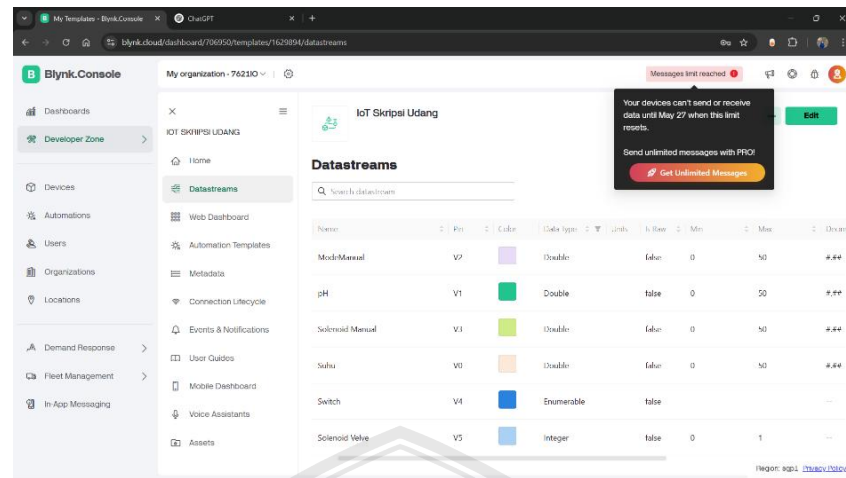 My Templates - Blynk.Console
ChatGPT
blynk.cloud/dashboard/706950/templates/1629894/datastreams
B Blynk.Console
My organization - 7621IO
Messages limit reached
Your devices can't send or receive
data until May 27 when this limit
resets.
Send unlimited messages with PRO!
Get Unlimited Messages
Edit
Dashboards
Developer Zone
Devices
Automations
Users
Organizations
Locations
Demand Response
Fleet Management
In-App Messaging
IOT SKRIPSI UDANG
Home
Datastreams
Web Dashboard
Automation Templates
Metadata
Connection Lifecycle
Events & Notifications
User Guides
Mobile Dashboard
Voice Assistants
Assets
IoT Skripsi Udang
Datastreams
Search datastream
Name Pin Color Data Type Units Is Raw Min Max Decim
ModeManual V2 Double false 0 50 #.##
pH V1 Double false 0 50 #.##
Solenoid Manual V3 Double false 0 50 #.##
Suhu V0 Double false 0 50 #.##
Switch V4 Enumerable false —
Solenoid Velve V5 Integer false 0 1 —
Region: sgp1 Privacy Policy